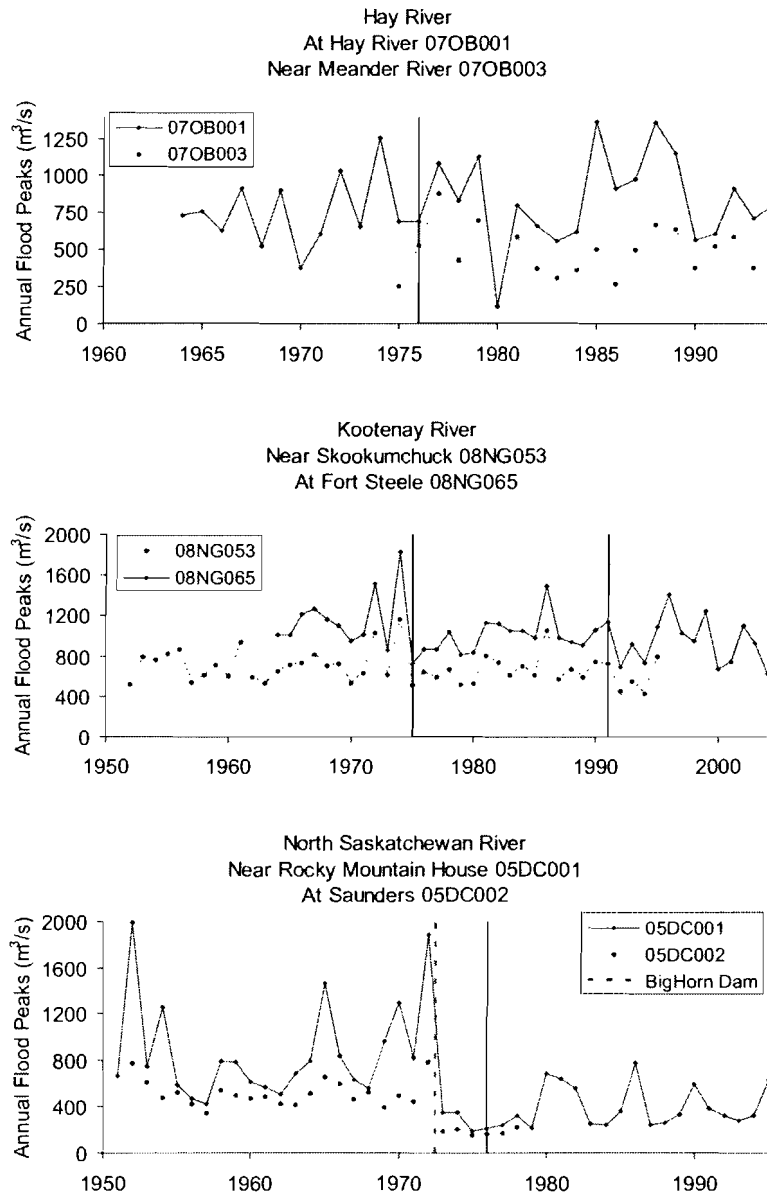 Hay River
At Hay River 07OB001
Near Meander River 07OB003
Annual Flood Peaks (m³/s)
1250
1000
750
500
250
0
07OB001
07OB003
1960 1965 1970 1975 1980 1985 1990
Kootenay River
Near Skookumchuck 08NG053
At Fort Steele 08NG065
Annual Flood Peaks (m³/s)
2000
1600
1200
800
400
0
08NG053
08NG065
1950 1960 1970 1980 1990 2000
North Saskatchewan River
Near Rocky Mountain House 05DC001
At Saunders 05DC002
Annual Flood Peaks (m³/s)
2000
1600
1200
800
400
0
05DC001
05DC002
BigHorn Dam
1950 1960 1970 1980 1990